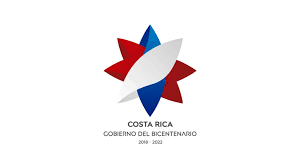 COSTA RICA
GOBIERNO DEL BICENTENARIO
2018 - 2022